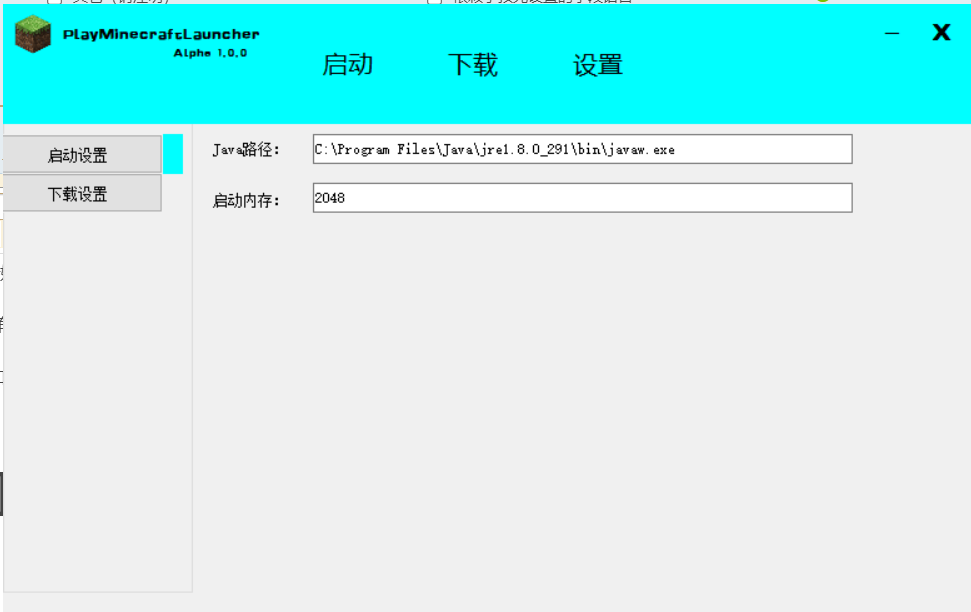 PlayMinecraftLauncher
Alpha 1.0.0
启动 下载 设置
X
启动设置
下载设置
Java路径：
C:\Program Files\Java\jre1.8.0_291\bin\javaw.exe
启动内存：
2048